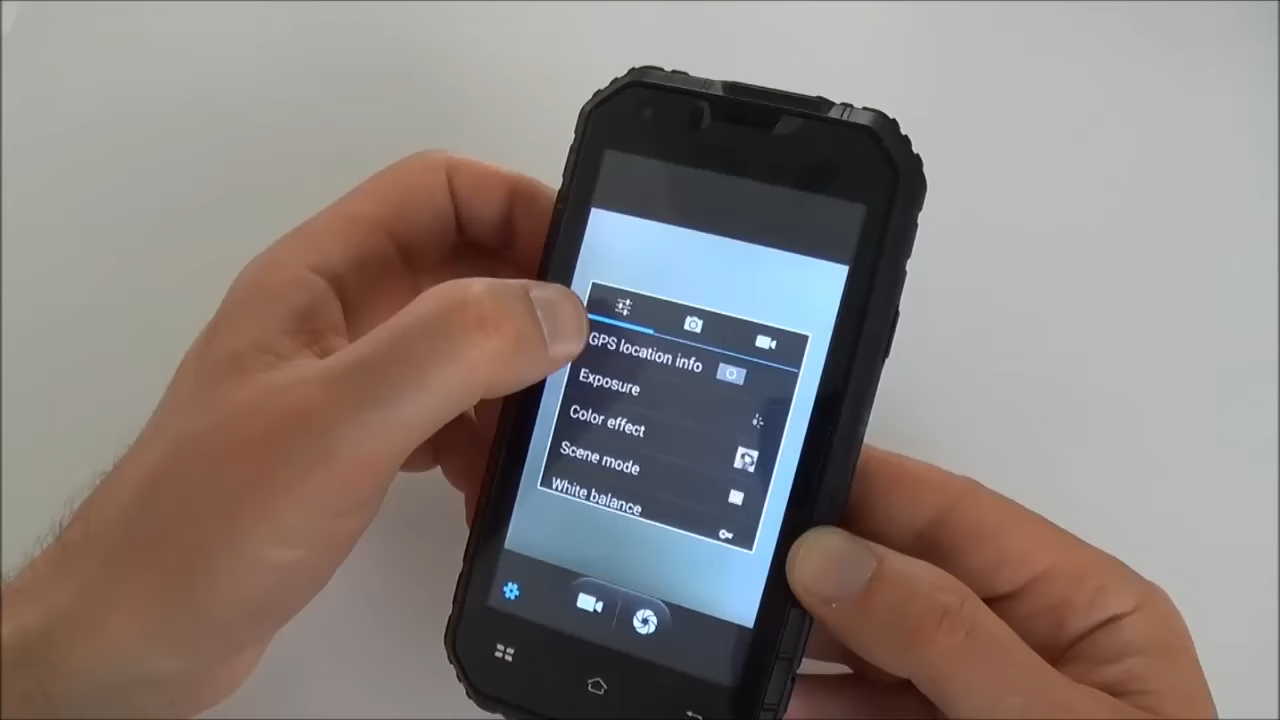 GPS location info
Exposure
Color effect
Scene mode
White balance